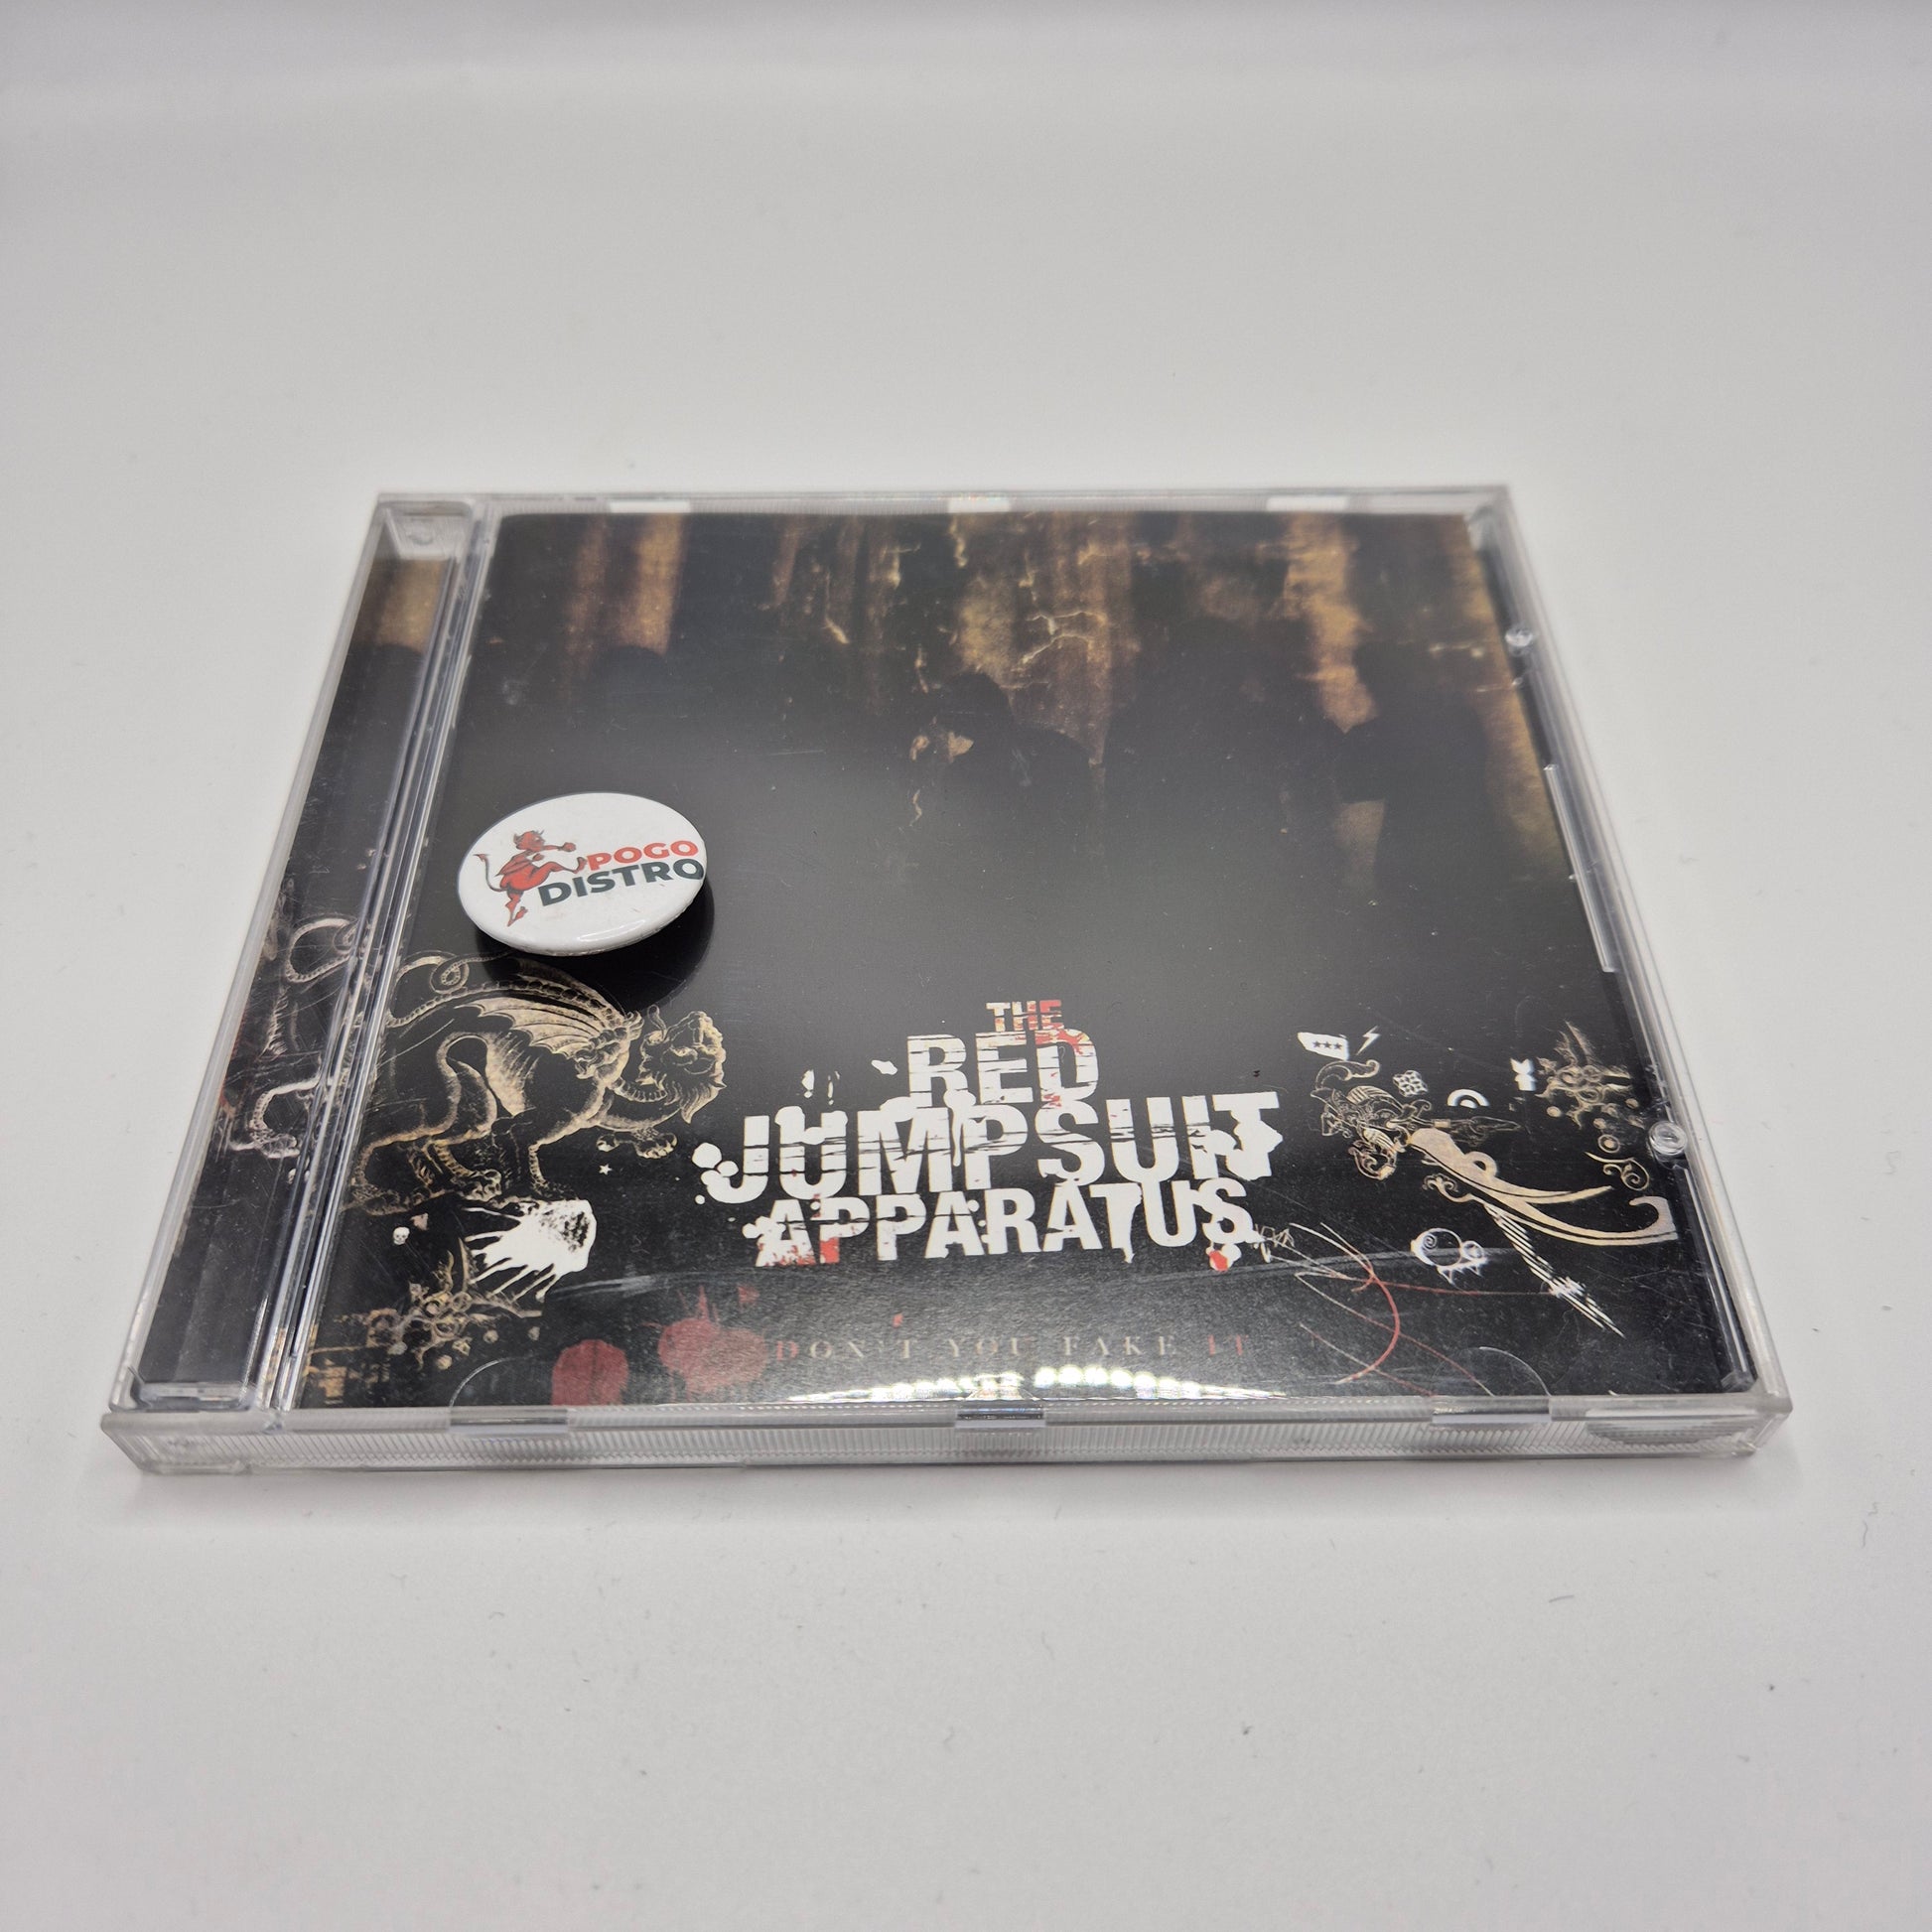 POGO
DISTRO
THE
RED
JUMPSUIT
APPARATUS
DON'T YOU FAKE IT